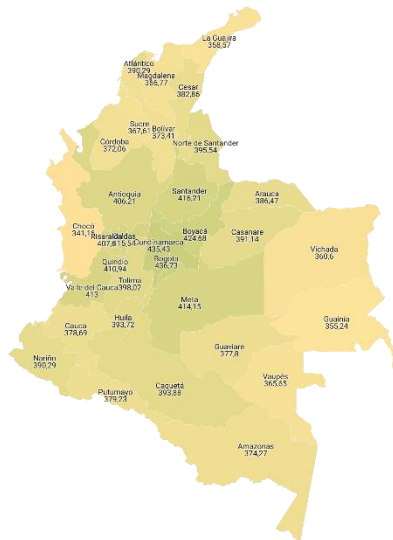 La Guajira
358,57
Atlántico
390,29
Magdalena
366,77
Cesar
382,86
Sucre
367,61
Bolívar
373,41
Córdoba
372,06
Norte de Santander
395,54
Antioquia
406,21
Santander
416,21
Arauca
386,47
Chocó
341,18
Boyacá
424,68
Casanare
391,14
Risaralda
Caldas
415,54
Cundinamarca
435,43
Vichada
360,6
Quindío
410,94
Bogotá
436,73
Tolima
398,02
Valle del Cauca
413
Meta
414,15
Huila
393,72
Cauca
378,69
Guainía
355,24
Nariño
390,29
Guaviare
377,8
Vaupés
365,65
Caquetá
393,88
Putumayo
379,23
Amazonas
374,27